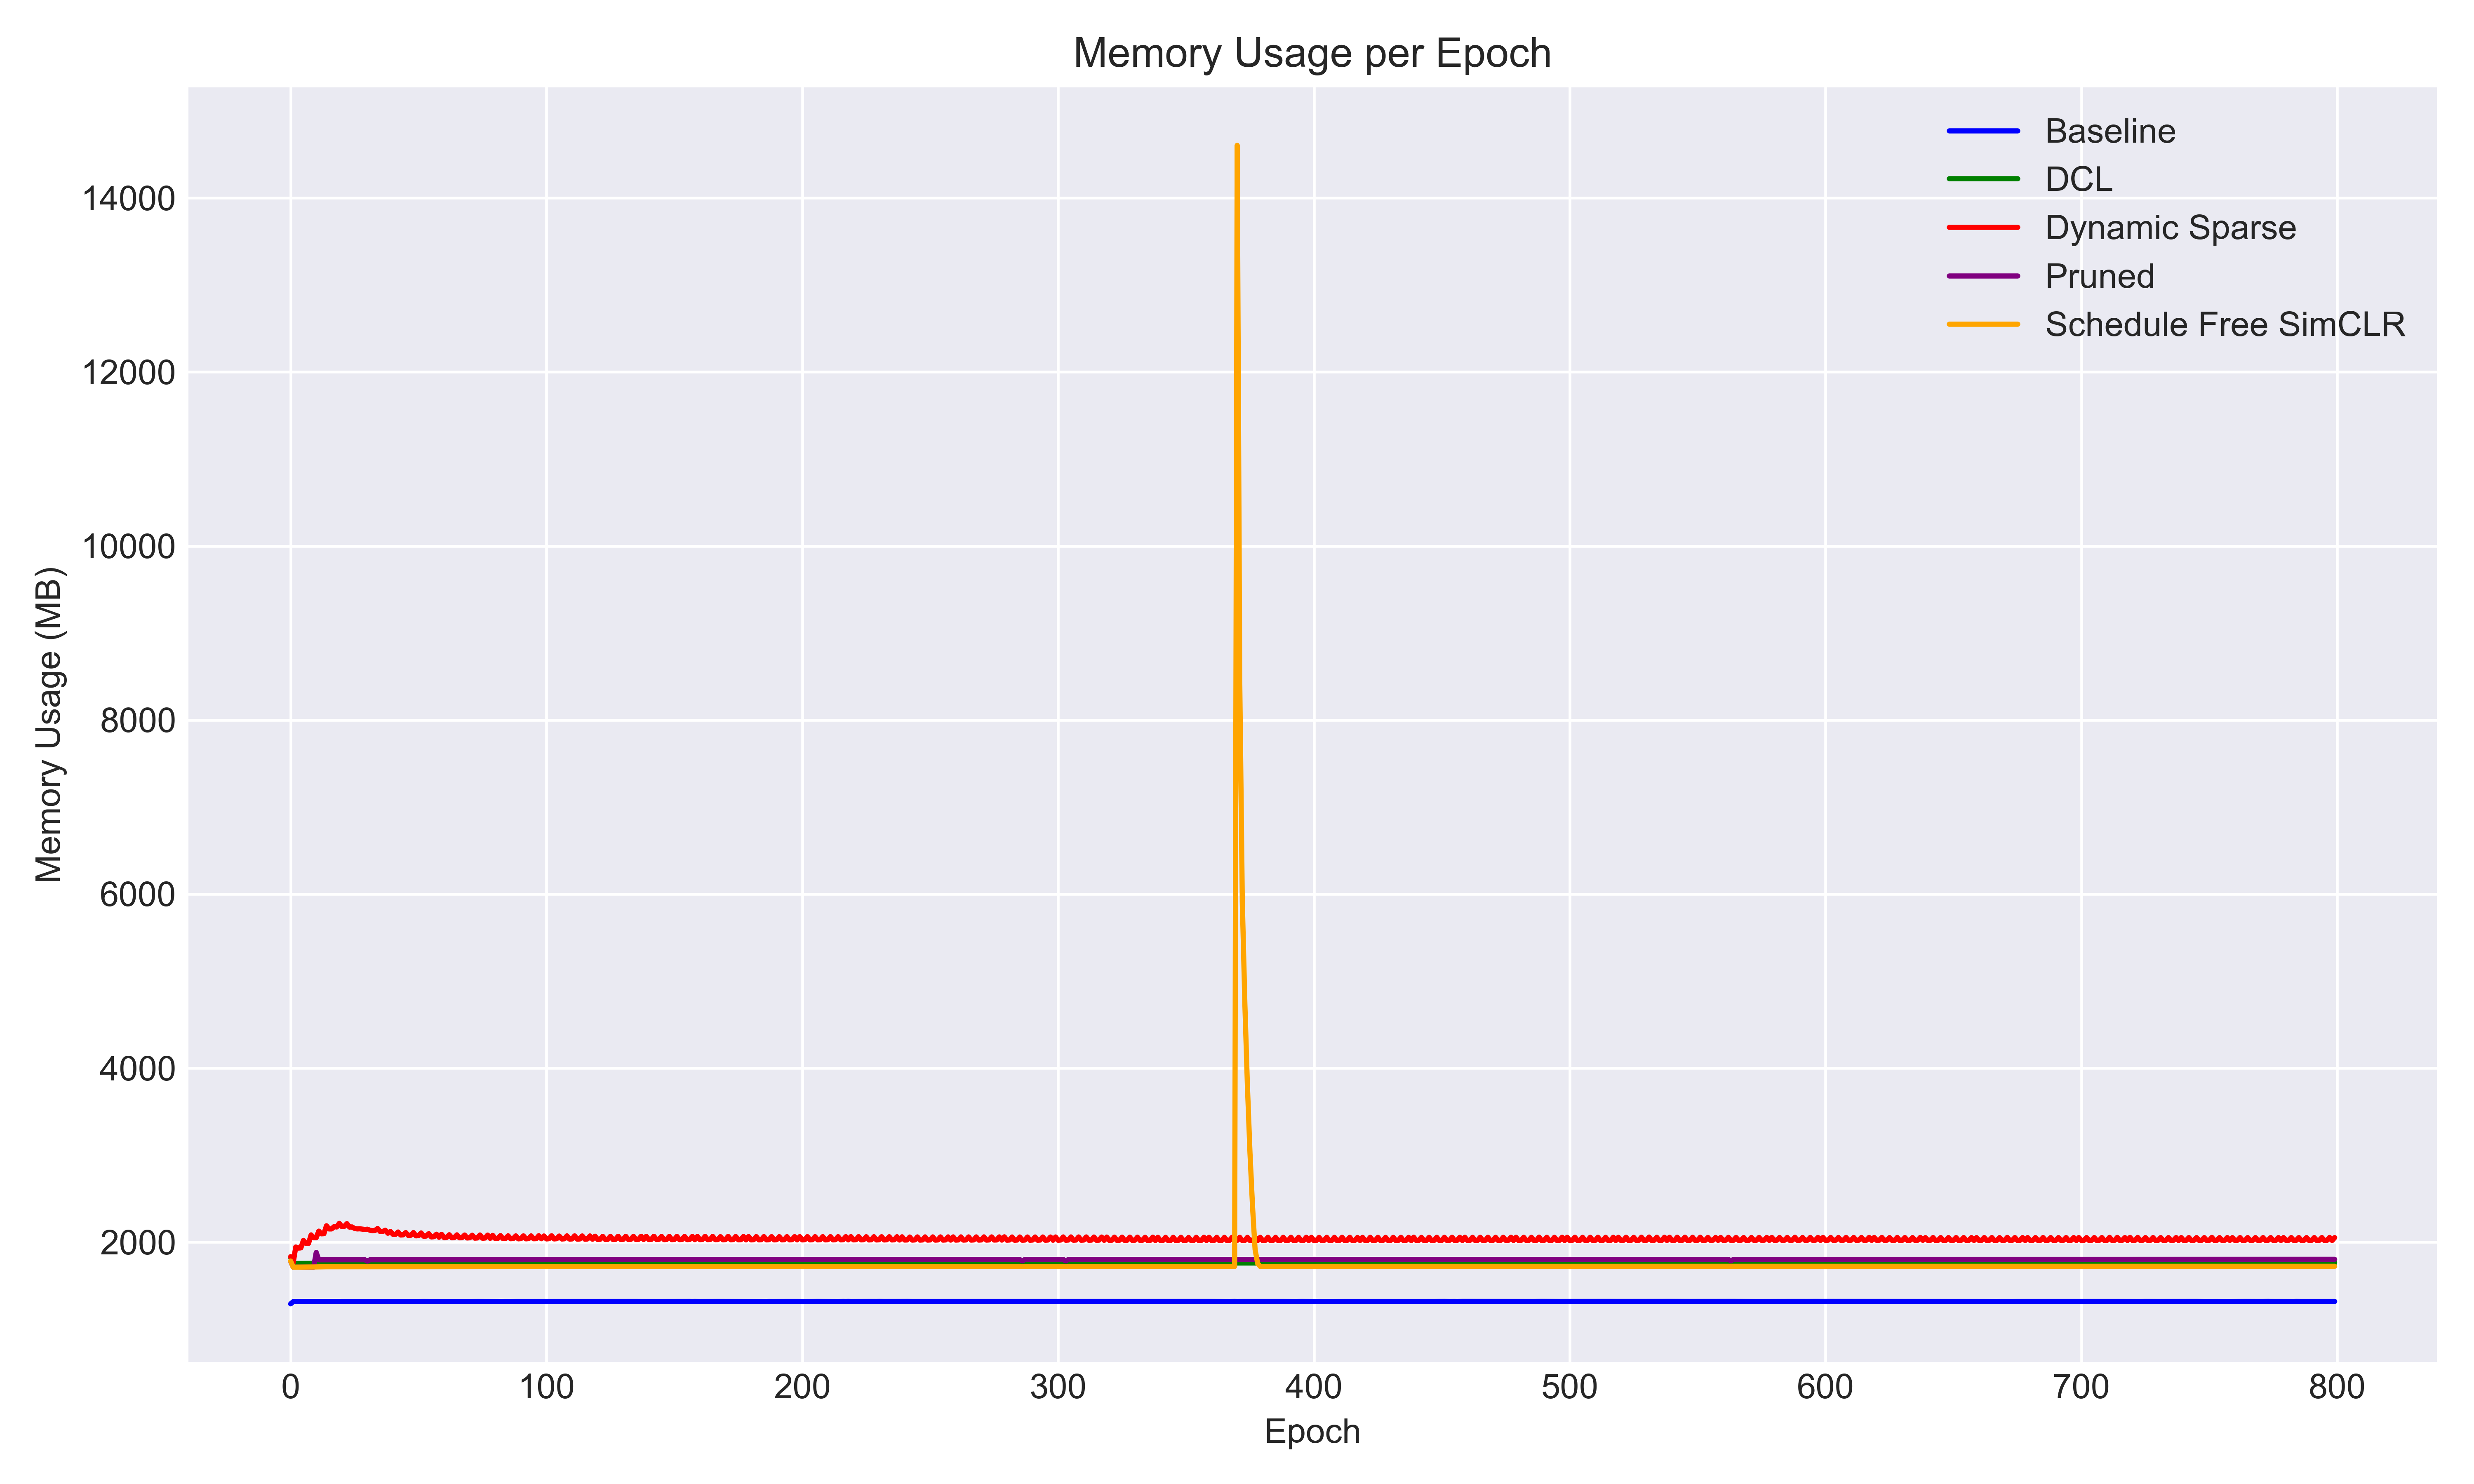 Memory Usage per Epoch
Baseline
DCL
Dynamic Sparse
Pruned
Schedule Free SimCLR
Memory Usage (MB)
14000
12000
10000
8000
6000
4000
2000
0 100 200 300 400 500 600 700 800
Epoch